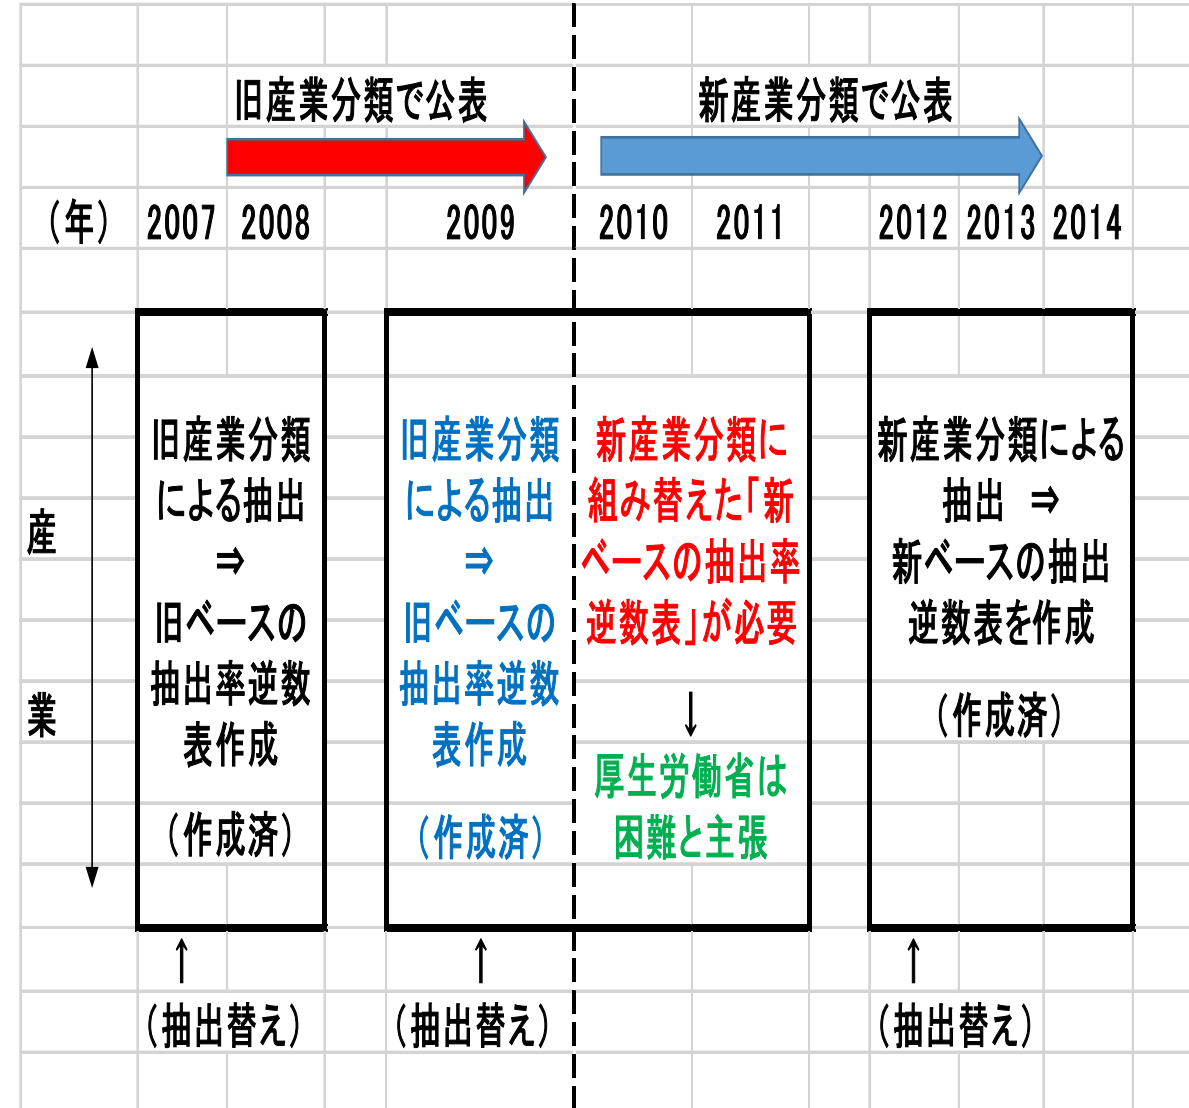 旧産業分類で公表
新産業分類で公表
(年)
2007
2008
2009
2010
2011
2012
2013
2014
産
業
旧産業分類
による抽出
⇒
旧ベースの
抽出率逆数
表作成
(作成済)
旧産業分類
による抽出
⇒
旧ベースの
抽出率逆数
表作成
(作成済)
新産業分類に
組み替えた「新
ベースの抽出率
逆数表」が必要
↓
厚生労働省は
困難と主張
新産業分類による
抽出 ⇒
新ベースの抽出
逆数表を作成
(作成済)
↑
(抽出替え)
↑
(抽出替え)
↑
(抽出替え)